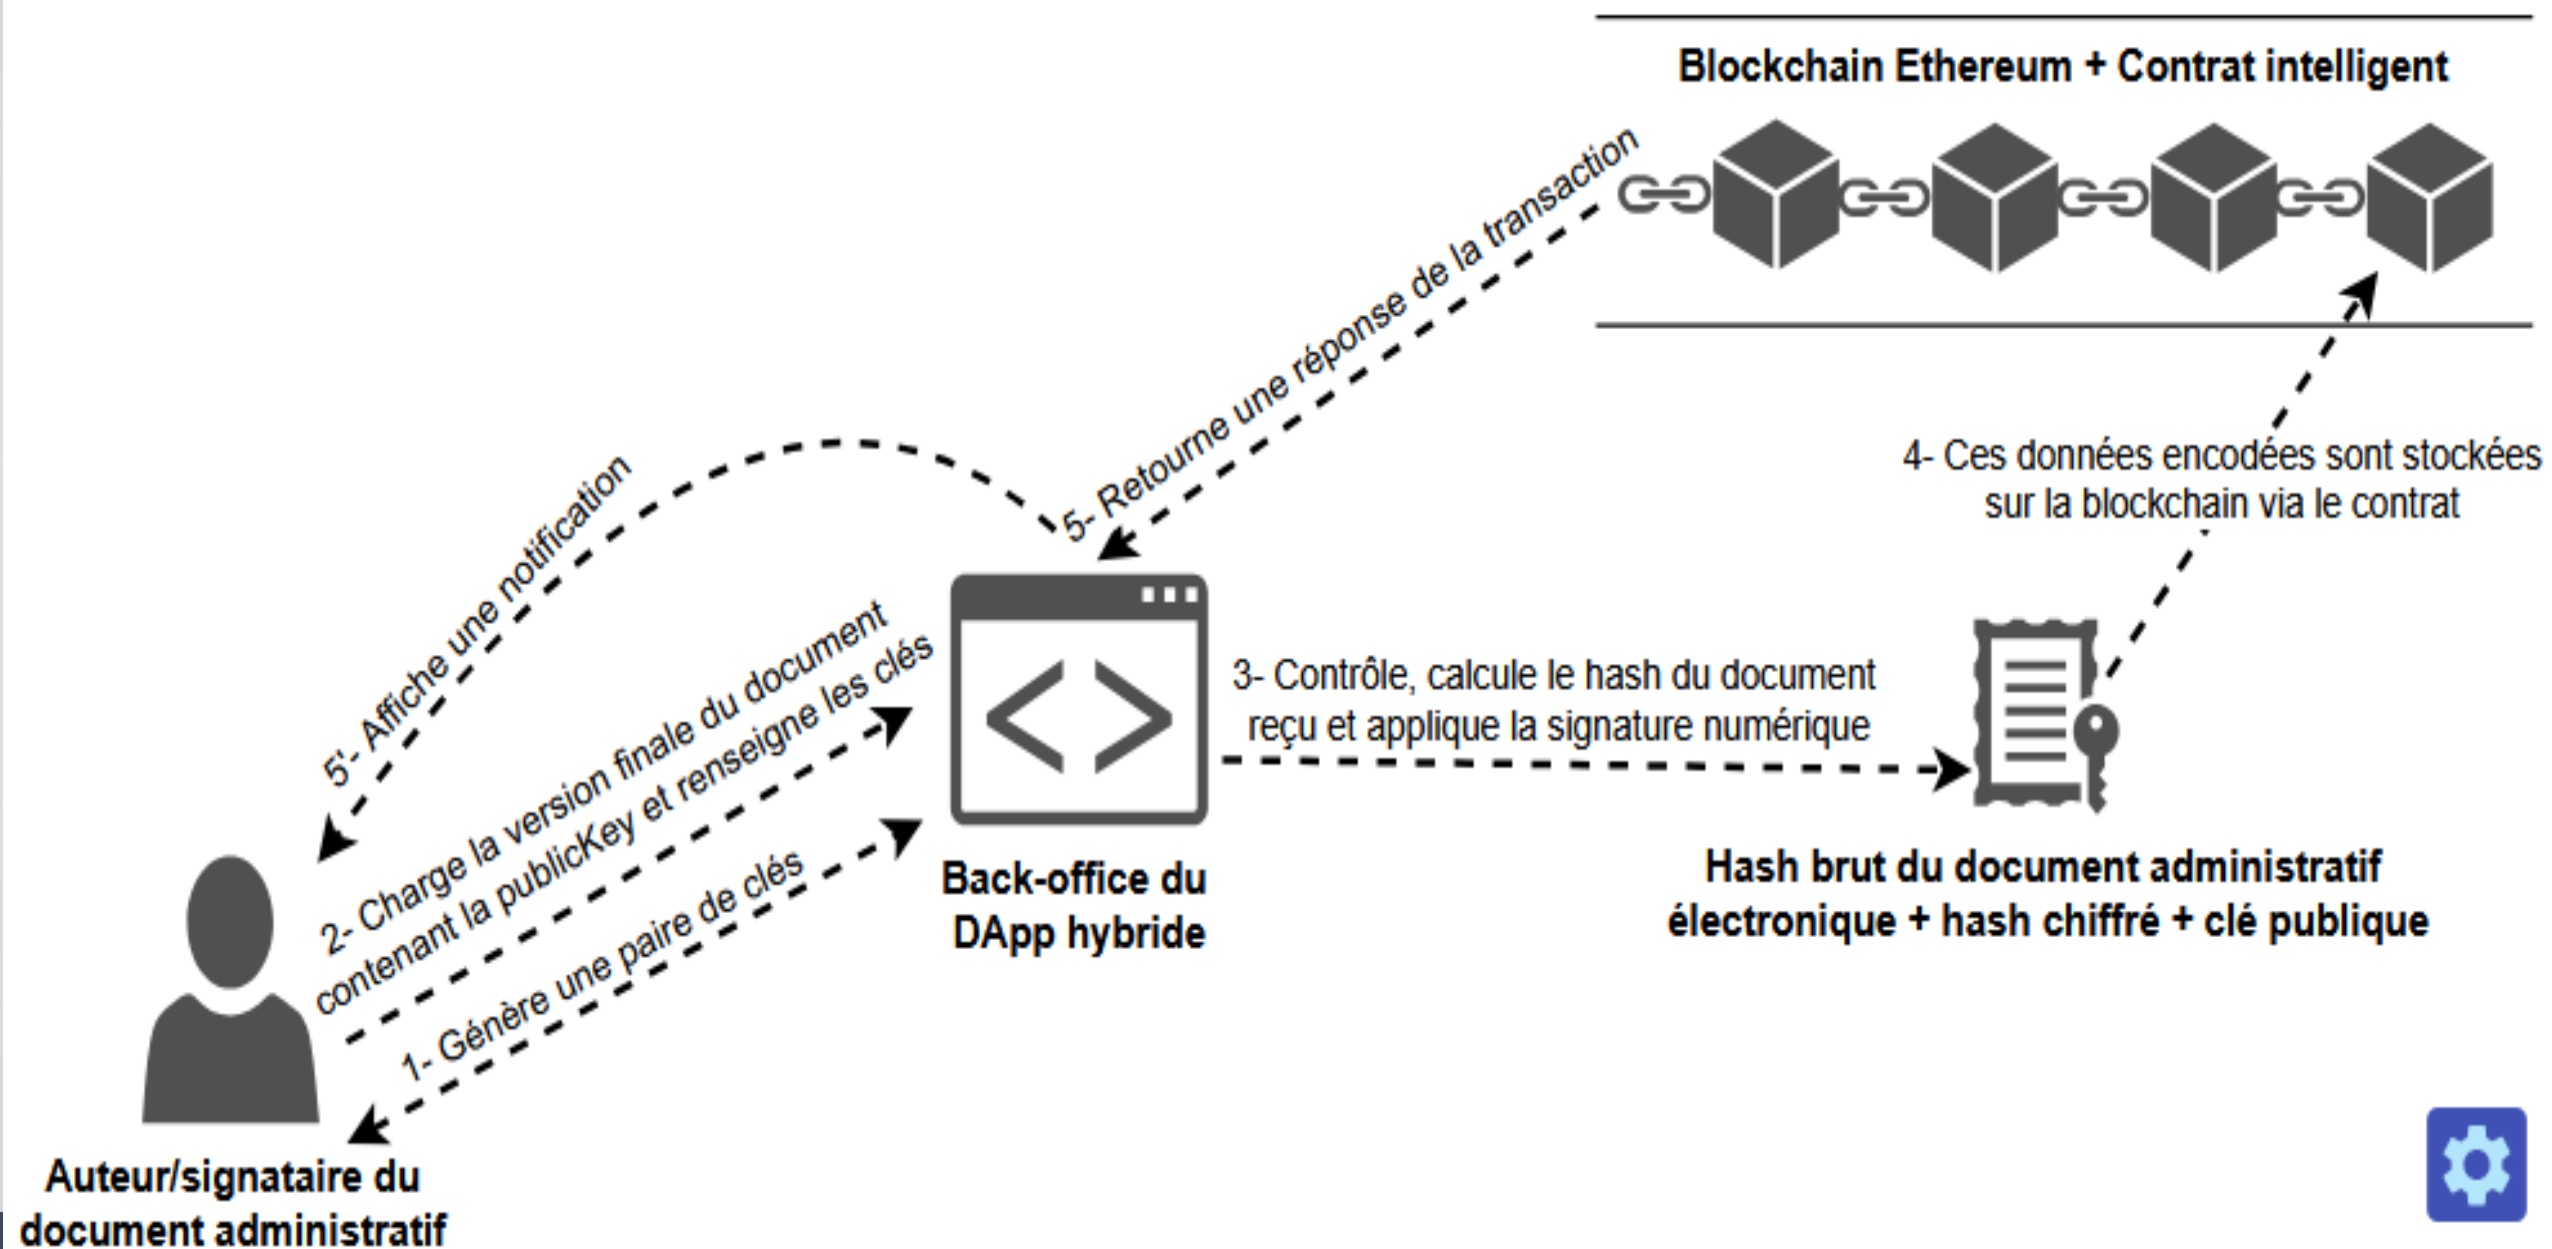 Blockchain Ethereum + Contrat intelligent
5- Retourne une réponse de la transaction
4- Ces données encodées sont stockées
sur la blockchain via le contrat
5'- Affiche une notification
2- Charge la version finale du document
contenant la publicKey et renseigne les clés
1- Génère une paire de clés
3- Contrôle, calcule le hash du document
reçu et applique la signature numérique
Back-office du
DApp hybride
Hash brut du document administratif
électronique + hash chiffré + clé publique
Auteur/signataire du
document administratif